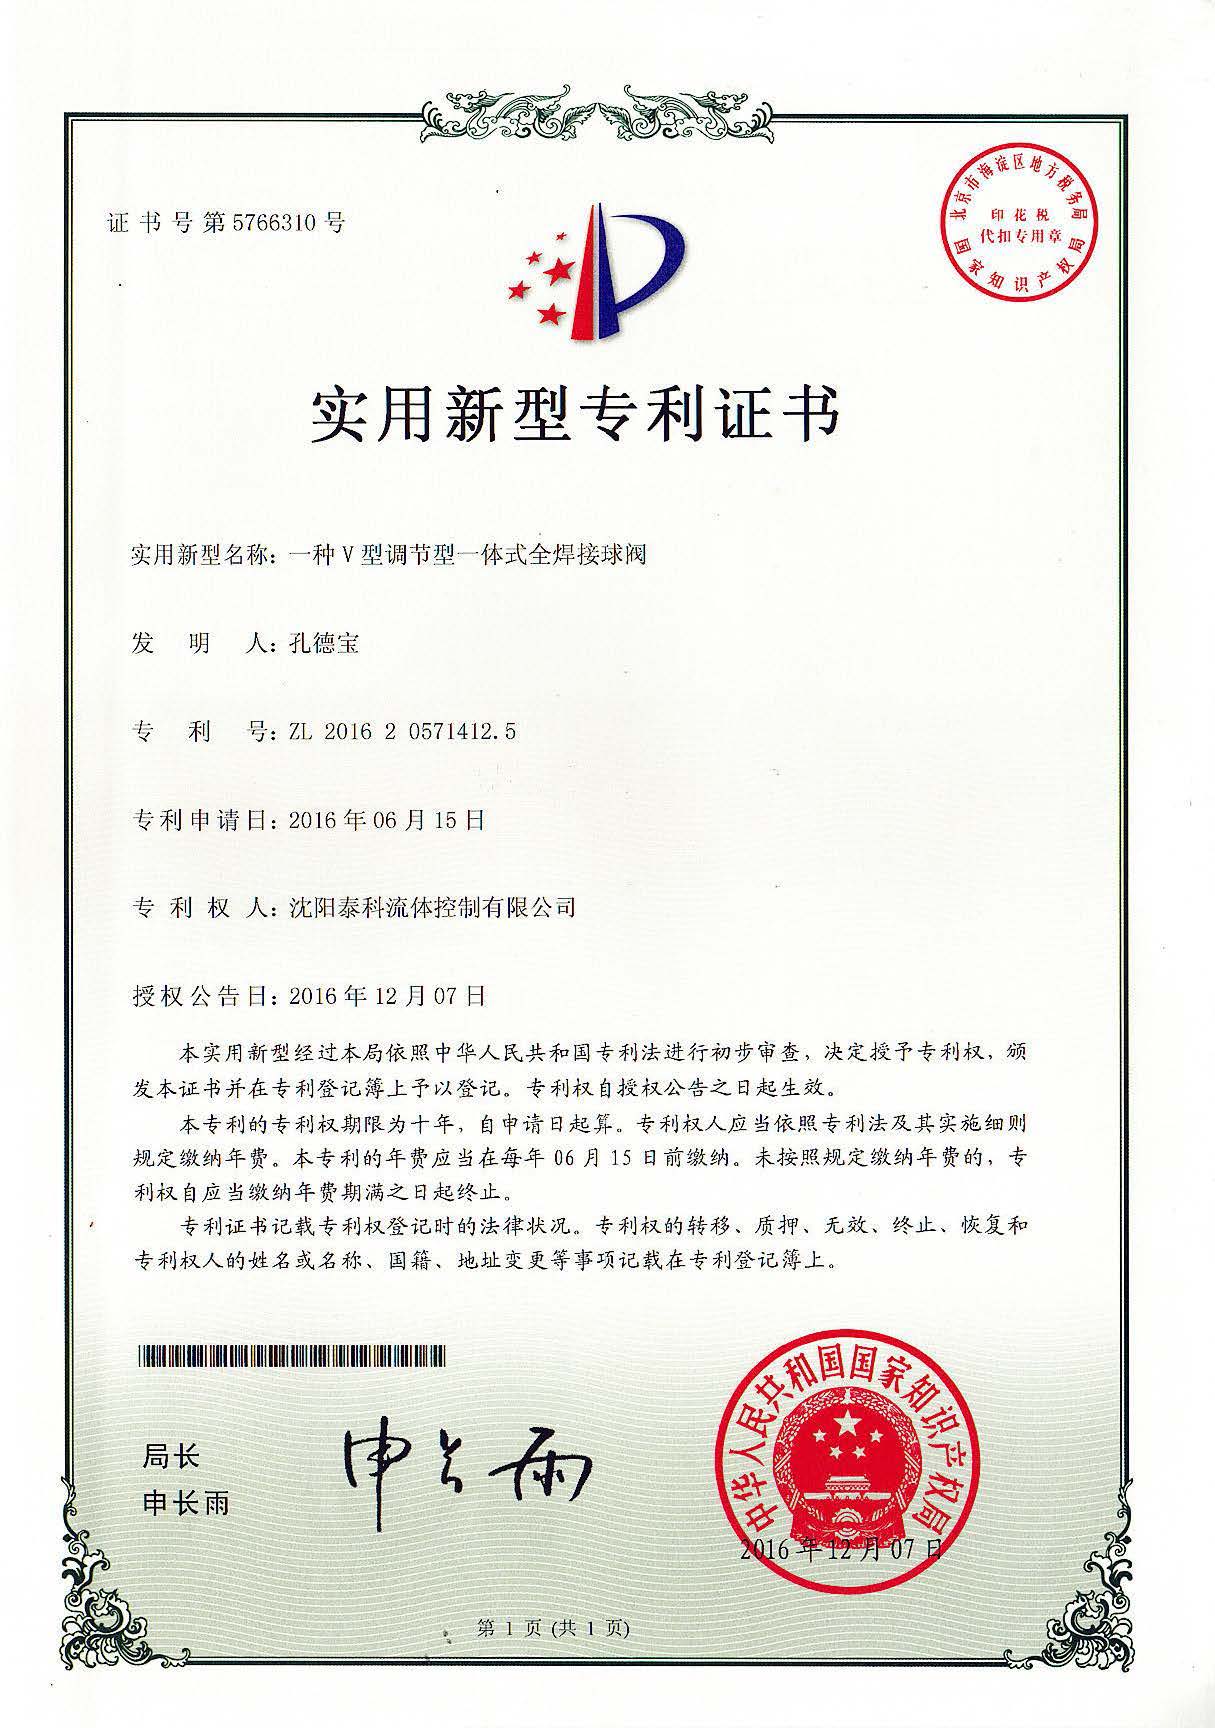 证书号第5766310号
北京市海淀区地方税务局
印花税
代扣专用章
国家知识产权局
实用新型专利证书
实用新型名称：一种V型调节型一体式全焊接球阀
发明人：孔德宝
专利号：ZL 2016 2 0571412.5
专利申请日：2016年06月15日
专利权人：沈阳泰科流体控制有限公司
授权公告日：2016年12月07日
本实用新型经过本局依照中华人民共和国专利法进行初步审查，决定授予专利权，颁
发本证书并在专利登记簿上予以登记。专利权自授权公告之日起生效。
本专利的专利权期限为十年，自申请日起算。专利权人应当依照专利法及其实施细则
规定缴纳年费。本专利的年费应当在每年06月15日前缴纳。未按照规定缴纳年费的，专
利权自应当缴纳年费期满之日起终止。
专利证书记载专利权登记时的法律状况。专利权的转移、质押、无效、终止、恢复和
专利权人的姓名或名称、国籍、地址变更等事项记载在专利登记簿上。
局长
申长雨
申长雨
中华人民共和国国家知识产权局
2016年12月07日
第 1 页 (共 1 页)